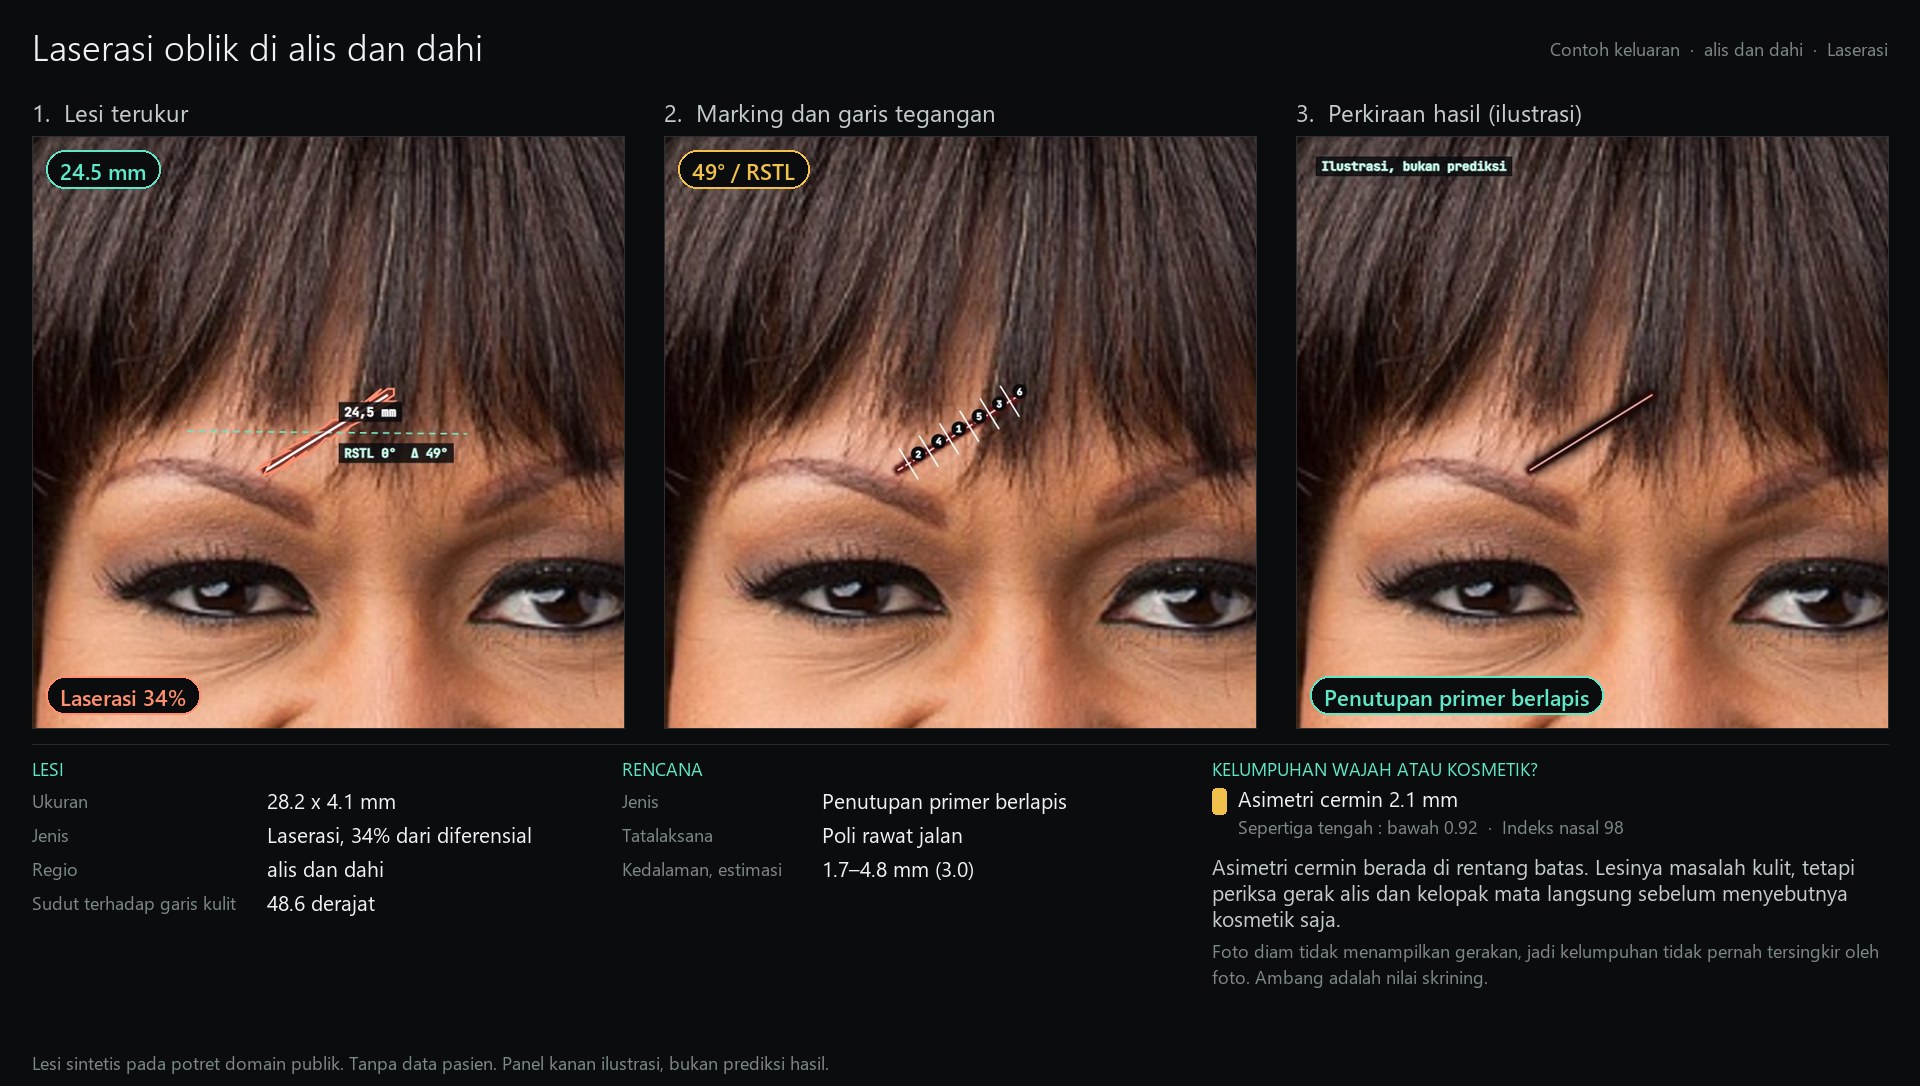 Laserasi oblik di alis dan dahi
Contoh keluaran · alis dan dahi · Laserasi
1. Lesi terukur
24.5 mm
24,5 mm
RSTL 0° Δ 49°
Laserasi 34%
2. Marking dan garis tegangan
49° / RSTL
6
3
5
1
4
2
3. Perkiraan hasil (ilustrasi)
Ilustrasi, bukan prediksi
Penutupan primer berlapis
LESI
Ukuran 28.2 x 4.1 mm
Jenis Laserasi, 34% dari diferensial
Regio alis dan dahi
Sudut terhadap garis kulit 48.6 derajat
RENCANA
Jenis Penutupan primer berlapis
Tatalaksana Poli rawat jalan
Kedalaman, estimasi 1.7–4.8 mm (3.0)
KELUMPUHAN WAJAH ATAU KOSMETIK?
Asimetri cermin 2.1 mm
Sepertiga tengah : bawah 0.92 · Indeks nasal 98
Asimetri cermin berada di rentang batas. Lesinya masalah kulit, tetapi
periksa gerak alis dan kelopak mata langsung sebelum menyebutnya
kosmetik saja.
Foto diam tidak menampilkan gerakan, jadi kelumpuhan tidak pernah tersingkir oleh
foto. Ambang adalah nilai skrining.
Lesi sintetis pada potret domain publik. Tanpa data pasien. Panel kanan ilustrasi, bukan prediksi hasil.